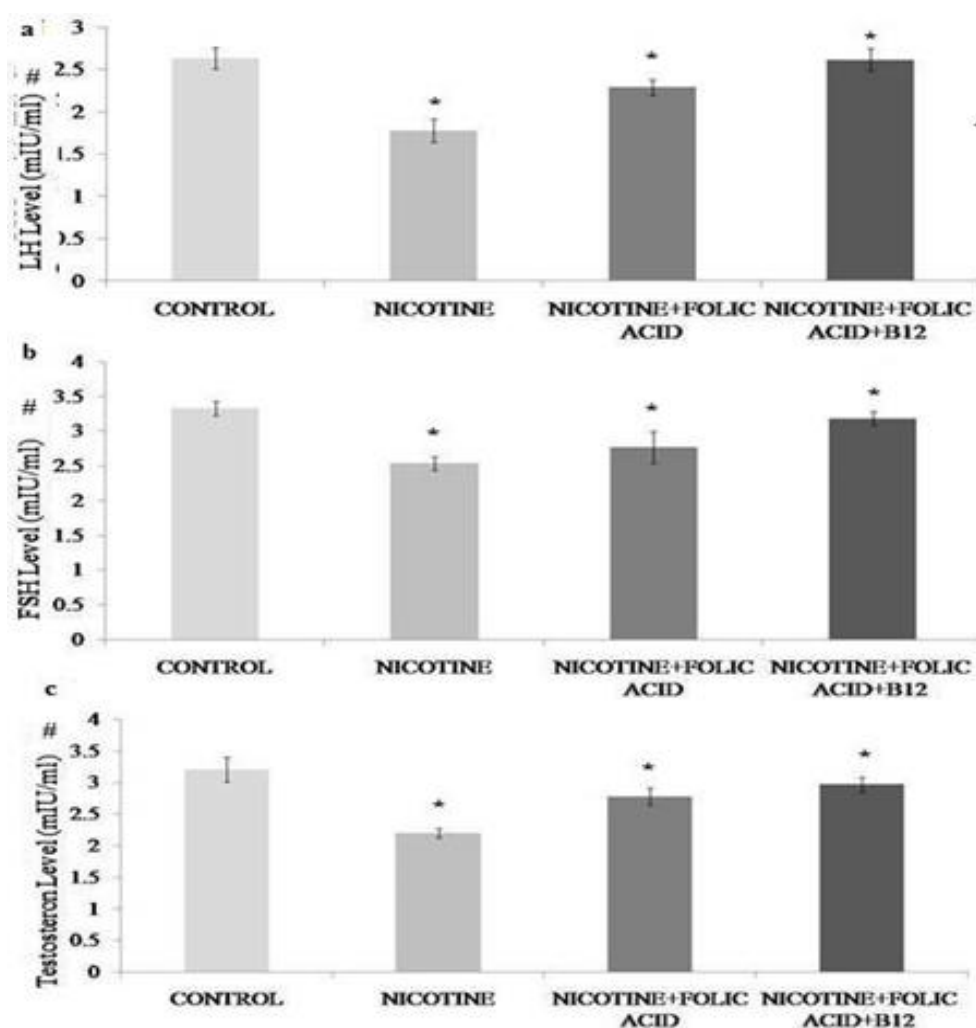 a
LH Level (mIU/ml) #
3
2.5
2
1.5
1
0.5
0
*
*
*
CONTROL
NICOTINE
NICOTINE+FOLIC
ACID
NICOTINE+FOLIC
ACID+B12
b
FSH Level (mIU/ml) #
4
3.5
3
2.5
2
1.5
1
0.5
0
*
*
*
CONTROL
NICOTINE
NICOTINE+FOLIC
ACID
NICOTINE+FOLIC
ACID+B12
c
Testosteron Level (mIU/ml) #
4
3.5
3
2.5
2
1.5
1
0.5
0
*
*
*
CONTROL
NICOTINE
NICOTINE+FOLIC
ACID
NICOTINE+FOLIC
ACID+B12